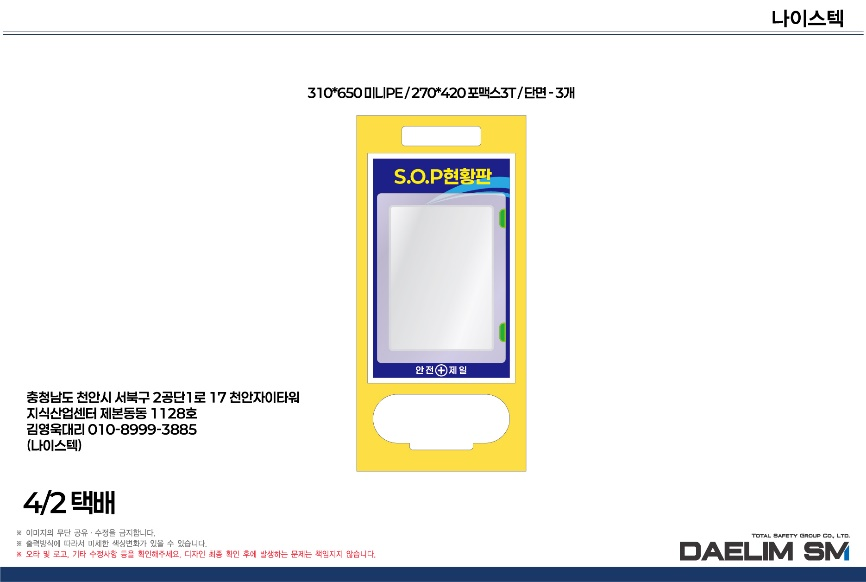 나이스텍
310*650 미니PE / 270*420 포맥스3T / 단면 - 3개
S.O.P현황판
안전 제일
충청남도 천안시 서북구 2공단1로 17 천안자이타워
지식산업센터 제본동동 1128호
김영욱대리 010-8999-3885
(나이스텍)
4/2 택배
※ 이미지의 무단 공유 · 수정을 금지합니다.
※ 출력방식에 따라서 미세한 색상변화가 있을 수 있습니다.
※ 오타 및 로고, 기타 수정사항 등을 확인해주세요. 디자인 최종 확인 후에 발생하는 문제는 책임지지 않습니다.
TOTAL SAFETY GROUP CO., LTD.
DAELIM SM